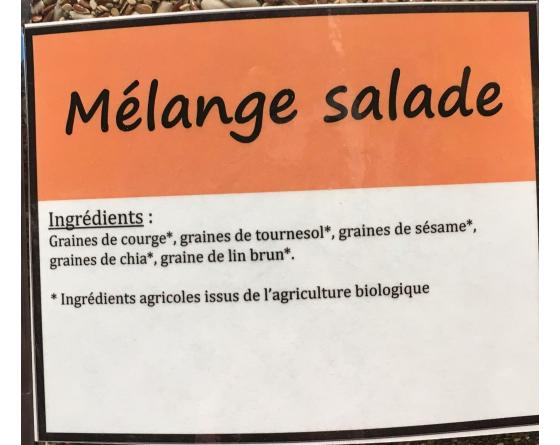 Mélange salade
Ingrédients :
Graines de courge*, graines de tournesol*, graines de sésame*,
graines de chia*, graine de lin brun*.
* Ingrédients agricoles issus de l'agriculture biologique